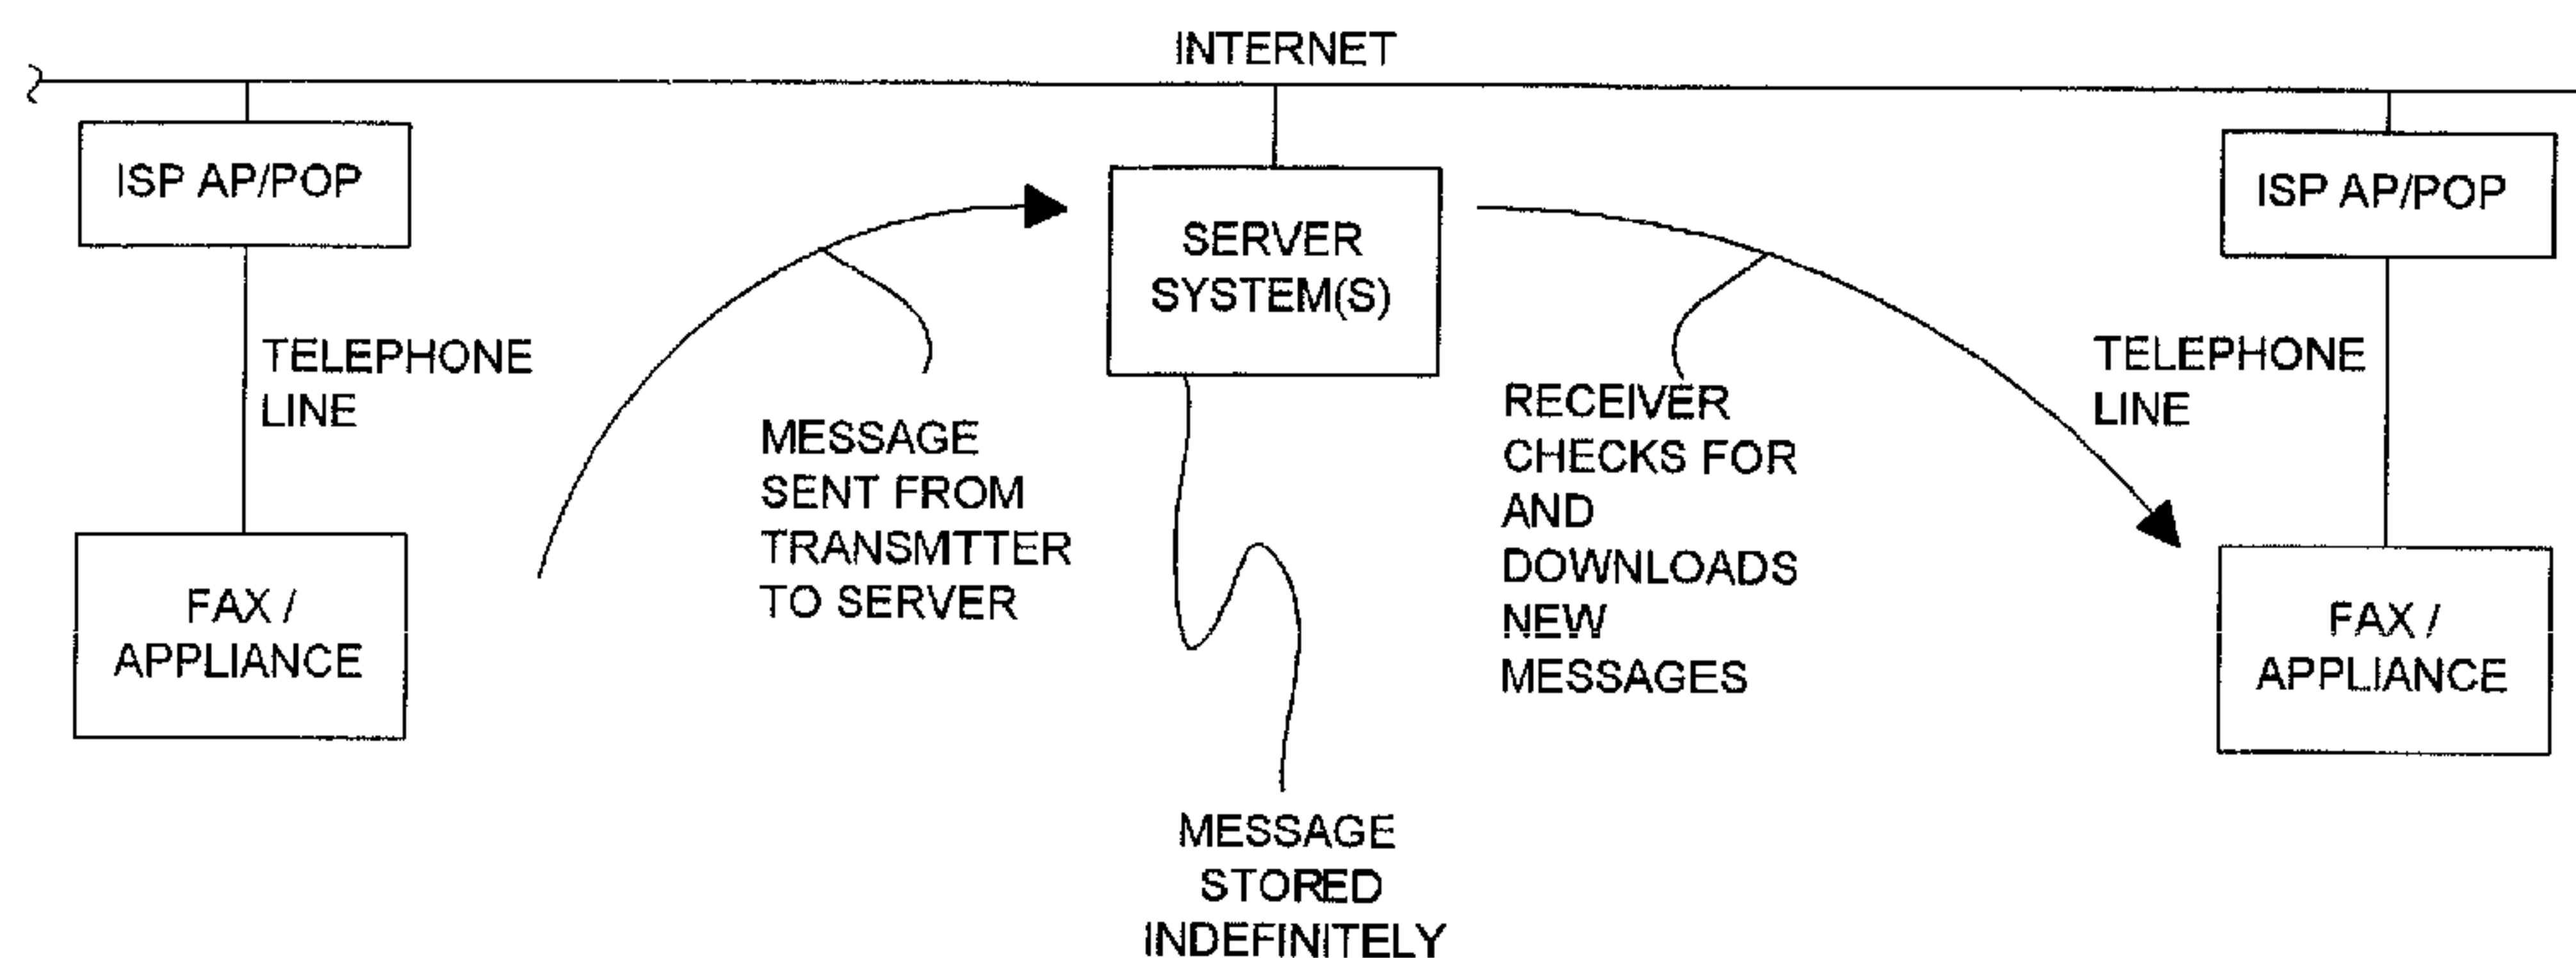 INTERNET
ISP AP/POP
SERVER
SYSTEM(S)
ISP AP/POP
TELEPHONE
LINE
MESSAGE
SENT FROM
TRANSMTTER
TO SERVER
RECEIVER
CHECKS FOR
AND
DOWNLOADS
NEW
MESSAGES
TELEPHONE
LINE
FAX /
APPLIANCE
FAX /
APPLIANCE
MESSAGE
STORED
INDEFINITELY